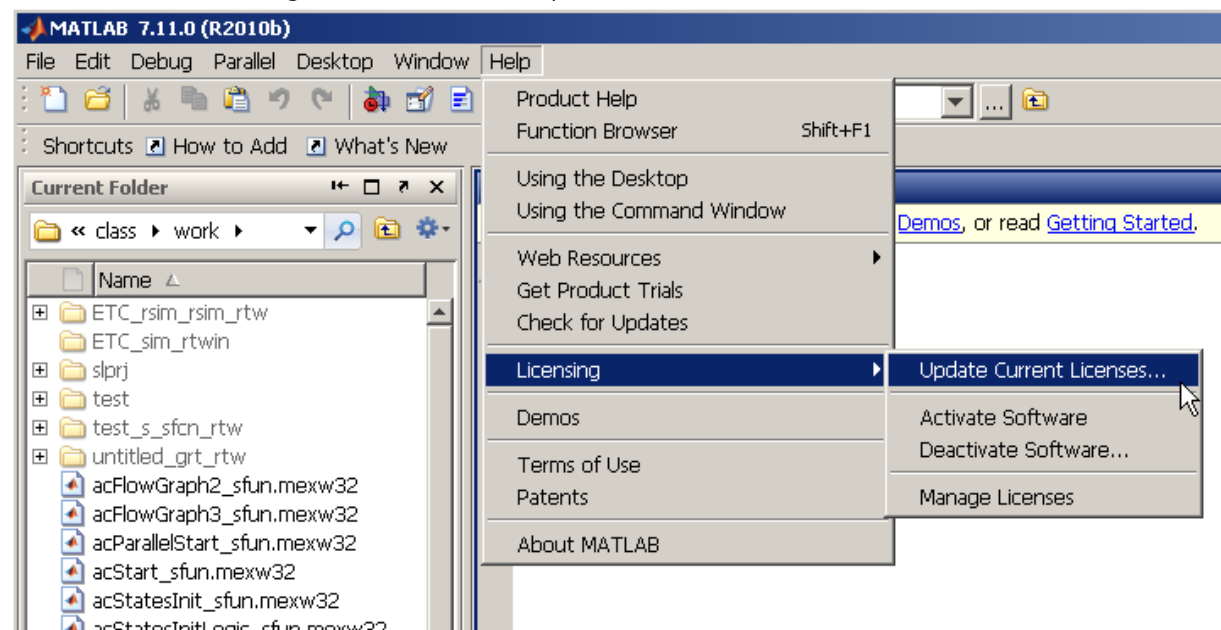 MATLAB 7.11.0 (R2010b)
File Edit Debug Parallel Desktop Window Help
Shortcuts How to Add What's New
Current Folder
« class work
Name
ETC_rsim_rsim_rtw
ETC_sim_rtwin
slprj
test
test_s_sfcn_rtw
untitled_grt_rtw
acFlowGraph2_sfun.mexw32
acFlowGraph3_sfun.mexw32
acParallelStart_sfun.mexw32
acStart_sfun.mexw32
acStatesInit_sfun.mexw32
acStatesInitLogic_sfun.mexw32
Product Help
Function Browser Shift+F1
Using the Desktop
Using the Command Window
Web Resources
Get Product Trials
Check for Updates
Licensing
Demos
Terms of Use
Patents
About MATLAB
...
Demos, or read Getting Started.
Update Current Licenses...
Activate Software
Deactivate Software...
Manage Licenses